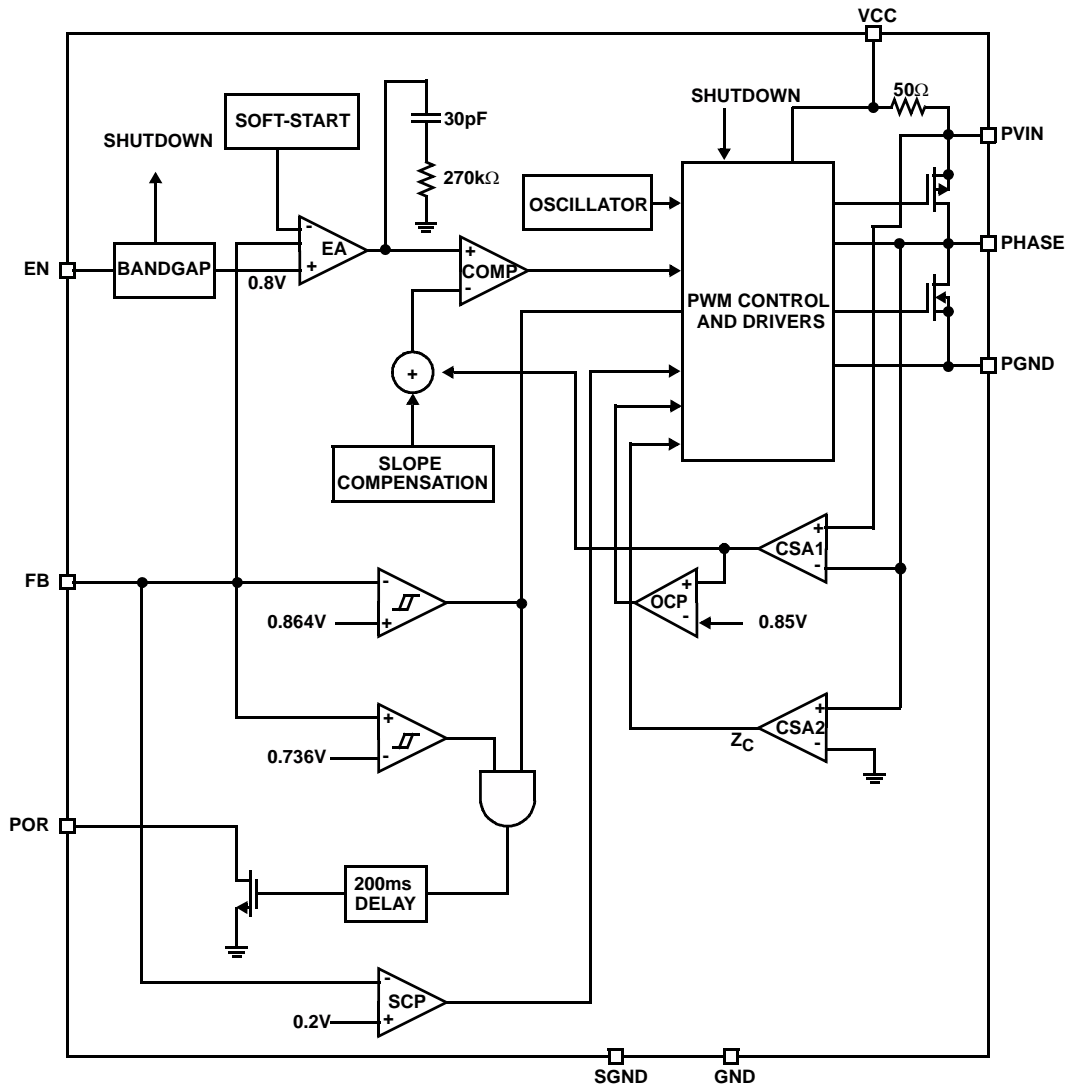 VCC
50Ω
SHUTDOWN
SOFT-START
30pF
PVIN
SHUTDOWN
270kΩ
OSCILLATOR
-
EA
+
PHASE
EN
BANDGAP
0.8V
+
COMP
-
PWM CONTROL
AND DRIVERS
+
PGND
SLOPE
COMPENSATION
+
CSA1
-
FB
-
+
OCP
-
0.864V
+
0.85V
+
0.736V
-
+
CSA2
-
ZC
POR
200ms
DELAY
-
SCP
+
0.2V
SGND
GND